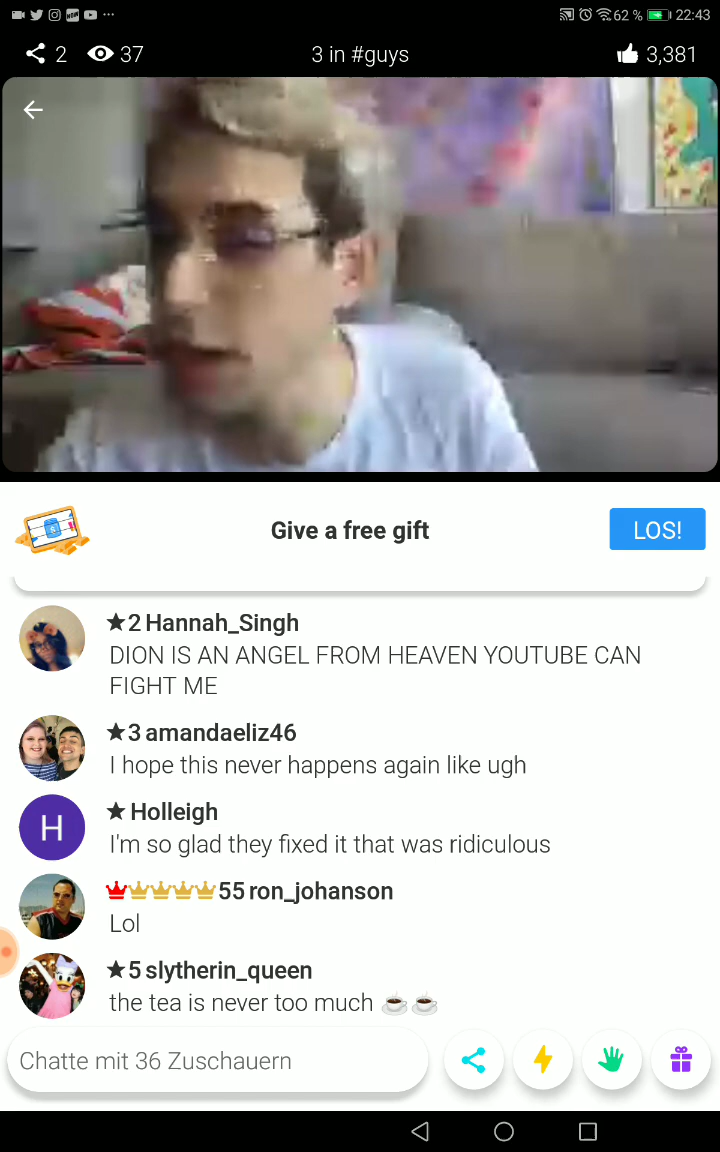 62 % 22:43
2 37 3 in #guys 3,381
Give a free gift LOS!
★2 Hannah_Singh
DION IS AN ANGEL FROM HEAVEN YOUTUBE CAN
FIGHT ME
★3 amandaeliz46
I hope this never happens again like ugh
H
★ Holleigh
I'm so glad they fixed it that was ridiculous
55 ron_johanson
Lol
★5 slytherin_queen
the tea is never too much ☕☕
Chatte mit 36 Zuschauern